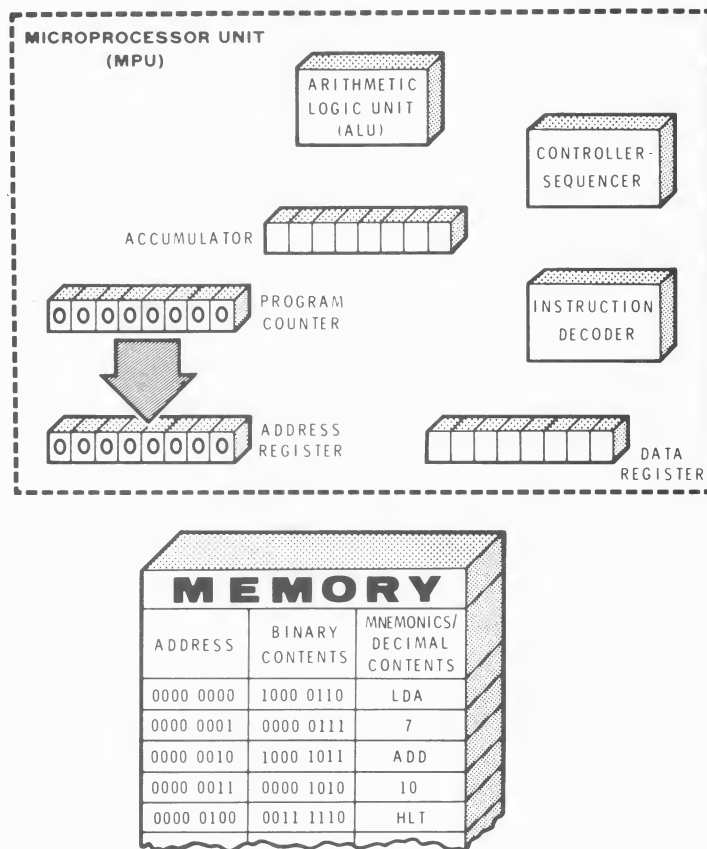 MICROPROCESSOR UNIT
(MPU)
ARITHMETIC
LOGIC UNIT
(ALU)
CONTROLLER-
SEQUENCER
ACCUMULATOR
0 0 0 0 0 0 0 0
PROGRAM
COUNTER
INSTRUCTION
DECODER
0 0 0 0 0 0 0 0
ADDRESS
REGISTER
DATA
REGISTER
MEMORY
ADDRESS
BINARY
CONTENTS
MNEMONICS/
DECIMAL
CONTENTS
0000 0000 1000 0110 LDA
0000 0001 0000 0111 7
0000 0010 1000 1011 ADD
0000 0011 0000 1010 10
0000 0100 0011 1110 HLT